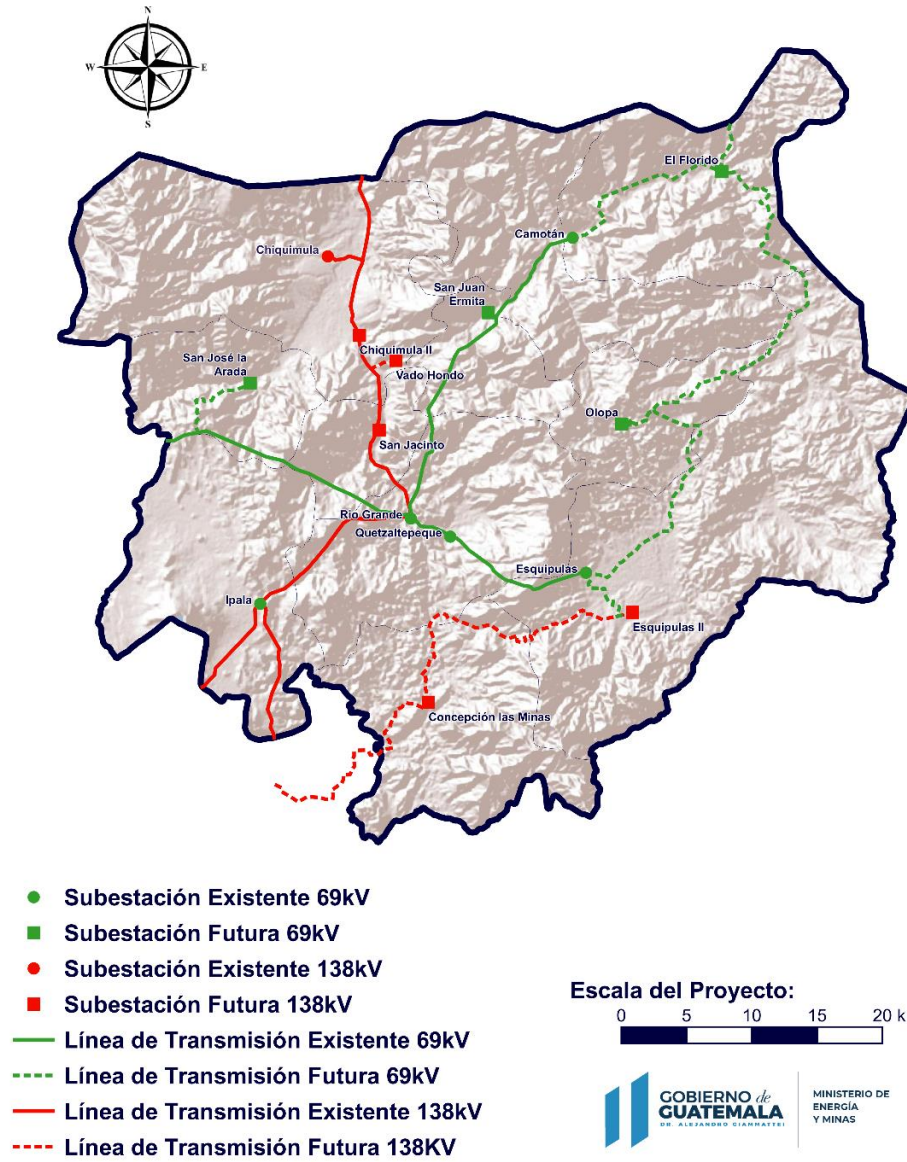 N
W
E
S
El Florido
Camotán
Chiquimula
San Juan
Ermita
Chiquimula II
San José la
Arada
Vado Hondo
Olopa
San Jacinto
Rio Grande
Quetzaltepeque
Esquipulas
Ipala
Esquipulas II
Concepción las Minas
Subestación Existente 69kV
Subestación Futura 69kV
Subestación Existente 138kV
Subestación Futura 138kV
Línea de Transmisión Existente 69kV
Línea de Transmisión Futura 69kV
Línea de Transmisión Existente 138kV
Línea de Transmisión Futura 138KV
Escala del Proyecto:
0 5 10 15 20 k
GOBIERNO de
GUATEMALA
DR. ALEJANDRO GIAMMATTEI
MINISTERIO DE
ENERGÍA
Y MINAS